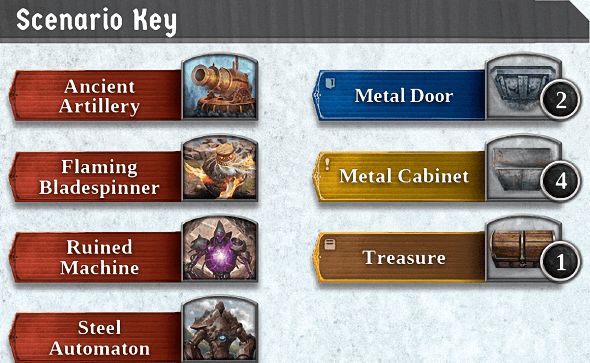 Scenario Key
Ancient
Artillery
Flaming
Bladespinner
Ruined
Machine
Steel
Automaton
Metal Door
2
Metal Cabinet
4
Treasure
1